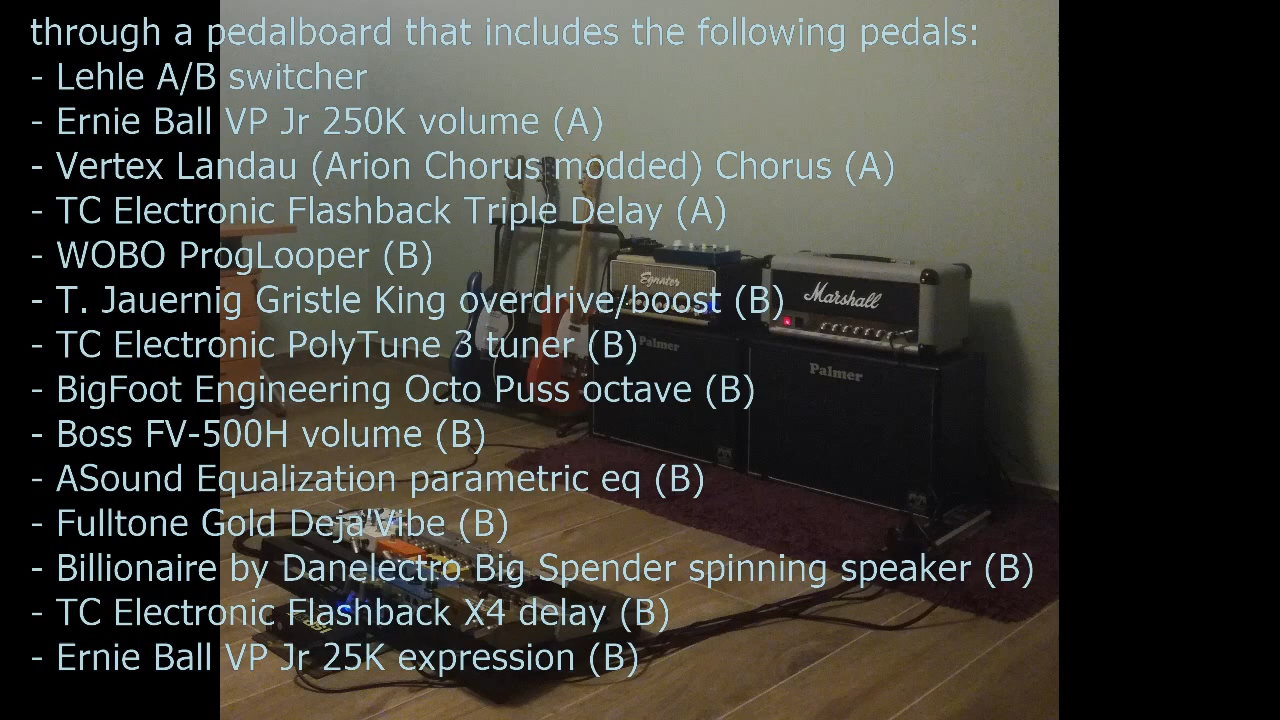 through a pedalboard that includes the following pedals:
- Lehle A/B switcher
- Ernie Ball VP Jr 250K volume (A)
- Vertex Landau (Arion Chorus modded) Chorus (A)
- TC Electronic Flashback Triple Delay (A)
- WOBO ProgLooper (B)
- T. Jauernig Gristle King overdrive/boost (B)
- TC Electronic PolyTune 3 tuner (B)
- BigFoot Engineering Octo Puss octave (B)
- Boss FV-500H volume (B)
- ASound Equalization parametric eq (B)
- Fulltone Gold Deja'Vibe (B)
- Billionaire by Danelectro Big Spender spinning speaker (B)
- TC Electronic Flashback X4 delay (B)
- Ernie Ball VP Jr 25K expression (B)
Egnater
Marshall
Palmer
Palmer